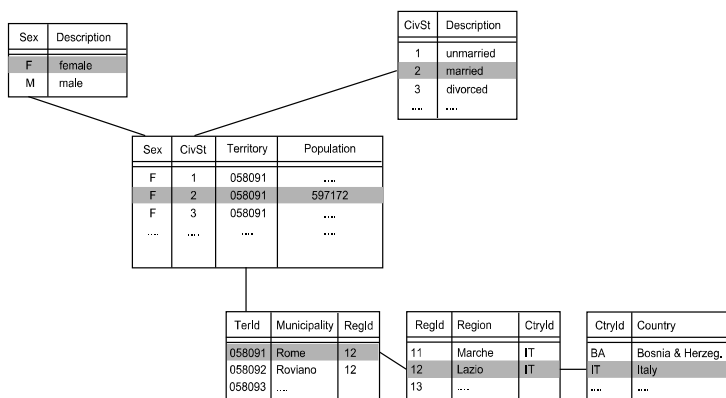 Sex Description
F female
M male
CivSt Description
1 unmarried
2 married
3 divorced
.... ....
Sex CivSt Territory Population
F 1 058091 ....
F 2 058091 597172
F 3 058091 ....
.... .... .... ....
TerId Municipality RegId
058091 Rome 12
058092 Roviano 12
058093 ....
RegId Region CtryId
11 Marche IT
12 Lazio IT
13 ....
CtryId Country
BA Bosnia & Herzeg.
IT Italy
.... ....